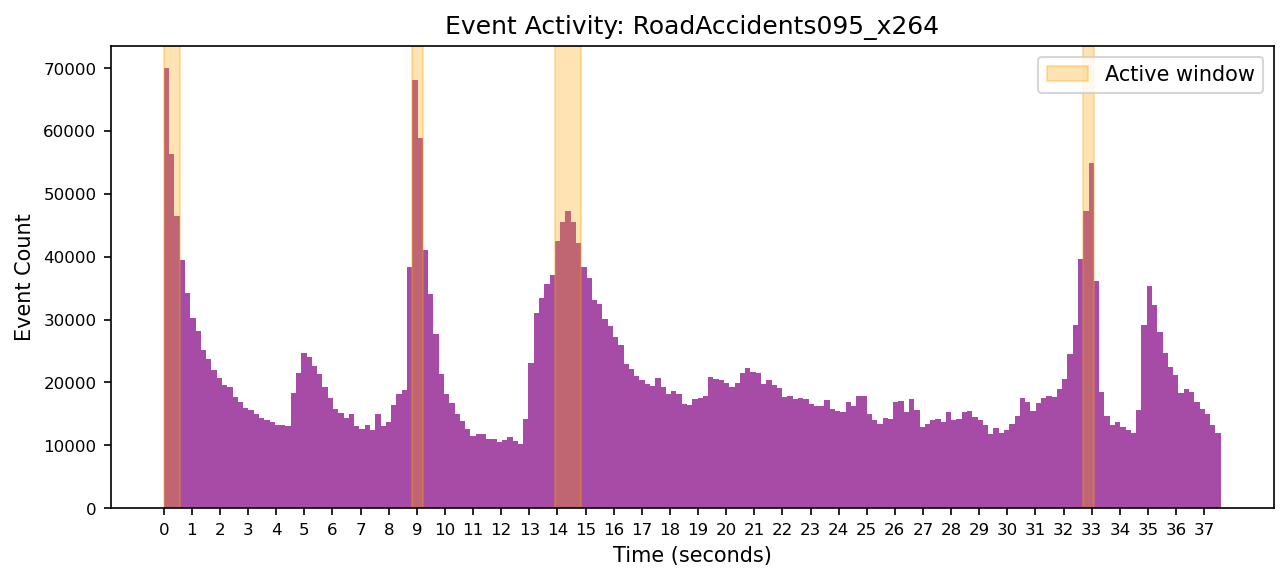 Event Activity: RoadAccidents095_x264
Active window
70000
60000
50000
40000
30000
20000
10000
0
Event Count
0 1 2 3 4 5 6 7 8 9 10 11 12 13 14 15 16 17 18 19 20 21 22 23 24 25 26 27 28 29 30 31 32 33 34 35 36 37
Time (seconds)